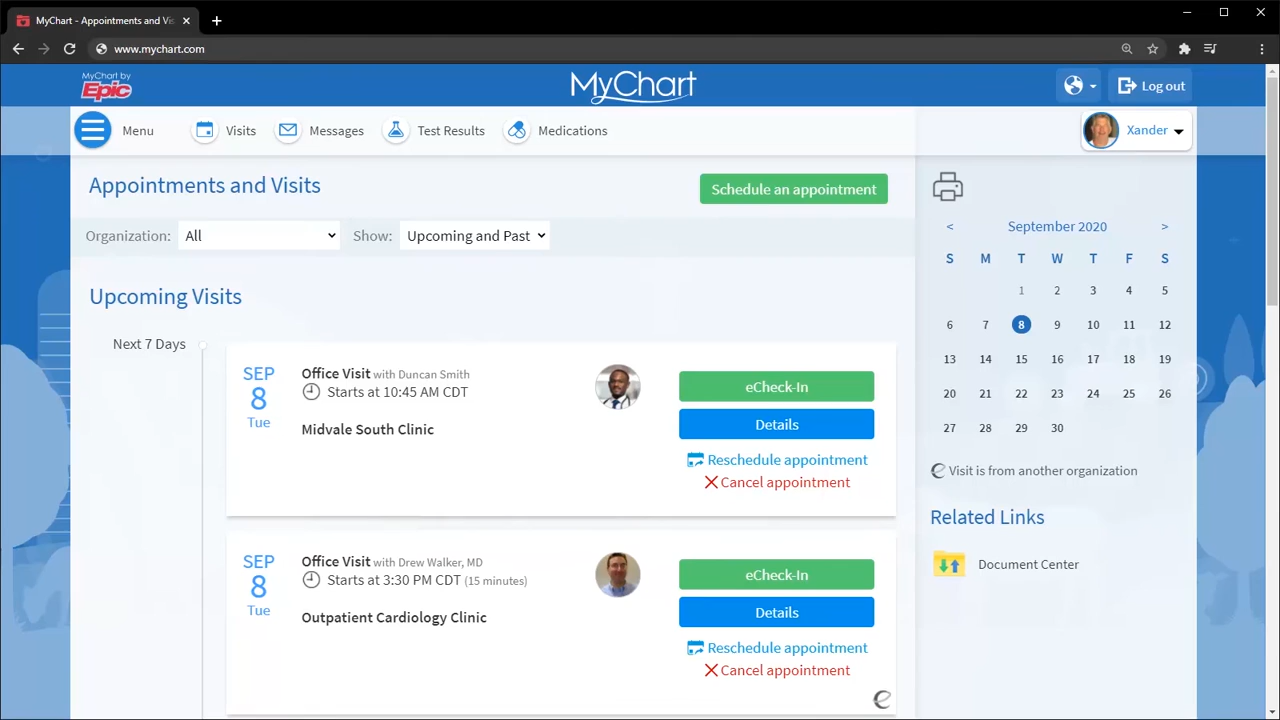 MyChart - Appointments and Vis
www.mychart.com
MyChart by
Epic
MyChart
Log out
Menu
Visits
Messages
Test Results
Medications
Xander
Appointments and Visits
Schedule an appointment
Organization: All
Show: Upcoming and Past
Upcoming Visits
Next 7 Days
SEP
8
Tue
Office Visit with Duncan Smith
Starts at 10:45 AM CDT
Midvale South Clinic
eCheck-In
Details
Reschedule appointment
Cancel appointment
SEP
8
Tue
Office Visit with Drew Walker, MD
Starts at 3:30 PM CDT (15 minutes)
Outpatient Cardiology Clinic
eCheck-In
Details
Reschedule appointment
Cancel appointment
< September 2020 >
S M T W T F S
1 2 3 4 5
6 7 8 9 10 11 12
13 14 15 16 17 18 19
20 21 22 23 24 25 26
27 28 29 30
Visit is from another organization
Related Links
Document Center